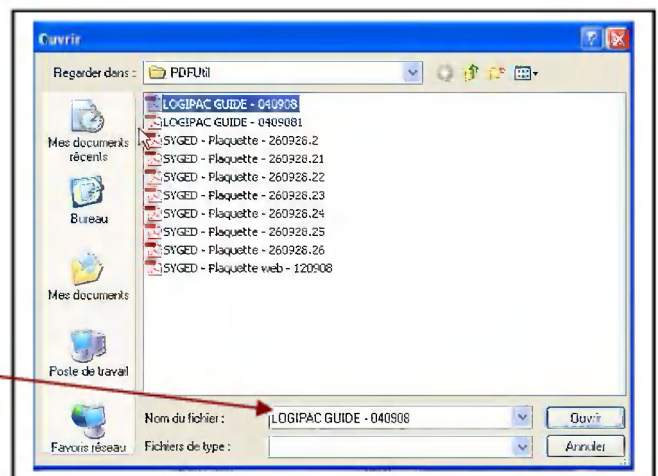 Ouvrir
Regarder dans : PDFUtil
LOGIPAC GUIDE - 040908
LOGIPAC GUIDE - 0409081
SYGED - Plaquette - 260928.2
SYGED - Plaquette - 260928.21
SYGED - Plaquette - 260928.22
SYGED - Plaquette - 260928.23
SYGED - Plaquette - 260928.24
SYGED - Plaquette - 260928.25
SYGED - Plaquette - 260928.26
SYGED - Plaquette web - 120908
Mes documents
récents
Bureau
Mes documents
Poste de travail
Favoris réseau
Nom du fichier : LOGIPAC GUIDE - 040908 Ouvrir
Fichiers de type : Annuler